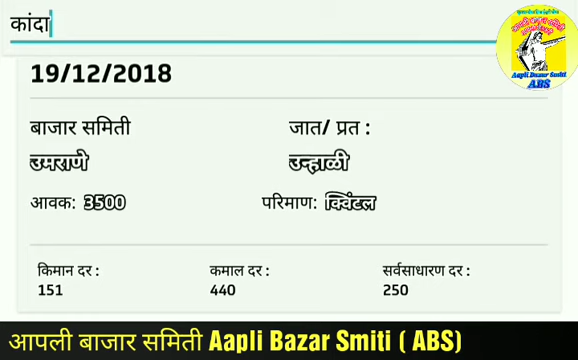 कांदा
19/12/2018
बाजार समिती जात/ प्रत :
उमराणे उन्हाळी
आवक: 3500 परिमाण: क्विंटल
किमान दर : कमाल दर : सर्वसाधारण दर :
151 440 250
Aapli Bazar Smiti
ABS
आपली बाजार समिती Aapli Bazar Smiti ( ABS)